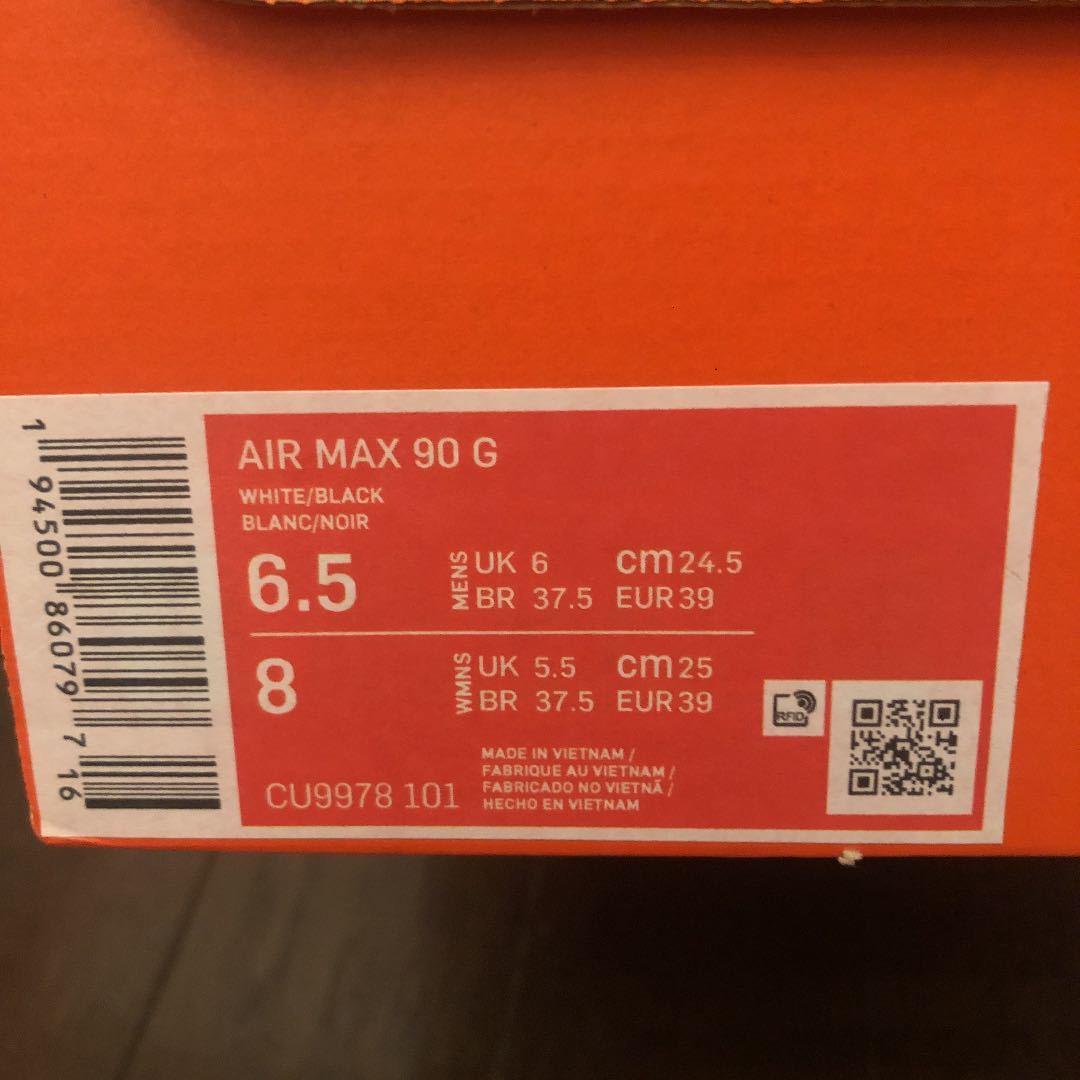 AIR MAX 90 G
WHITE/BLACK
BLANC/NOIR
6.5 MENS UK 6 cm 24.5
BR 37.5 EUR 39
8 WMNS UK 5.5 cm 25
BR 37.5 EUR 39
RFID
MADE IN VIETNAM /
FABRIQUE AU VIETNAM /
FABRICADO NO VIETNÃ /
HECHO EN VIETNAM
CU9978 101
1 94500 86079 7 16